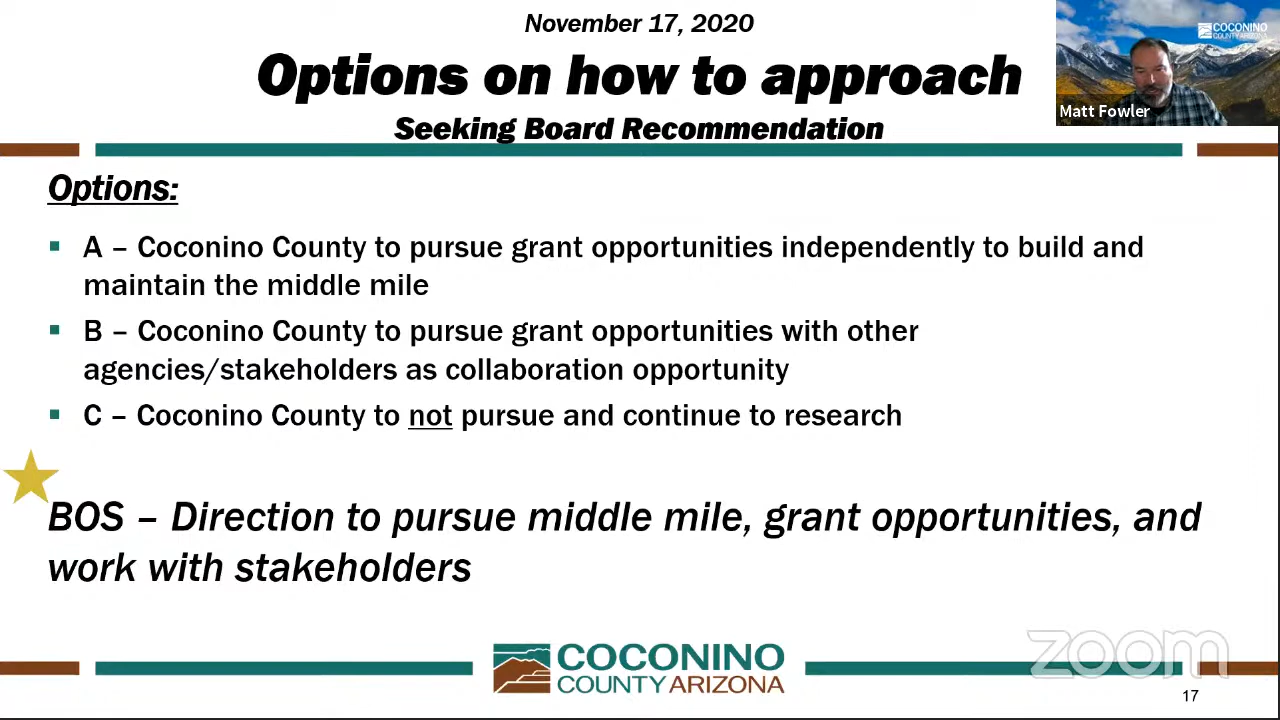 November 17, 2020
Options on how to approach
Seeking Board Recommendation
COCONINO
COUNTY ARIZONA
Matt Fowler
Options:
▪ A – Coconino County to pursue grant opportunities independently to build and
maintain the middle mile
▪ B – Coconino County to pursue grant opportunities with other
agencies/stakeholders as collaboration opportunity
▪ C – Coconino County to not pursue and continue to research
BOS – Direction to pursue middle mile, grant opportunities, and
work with stakeholders
COCONINO
COUNTY ARIZONA
zoom
17